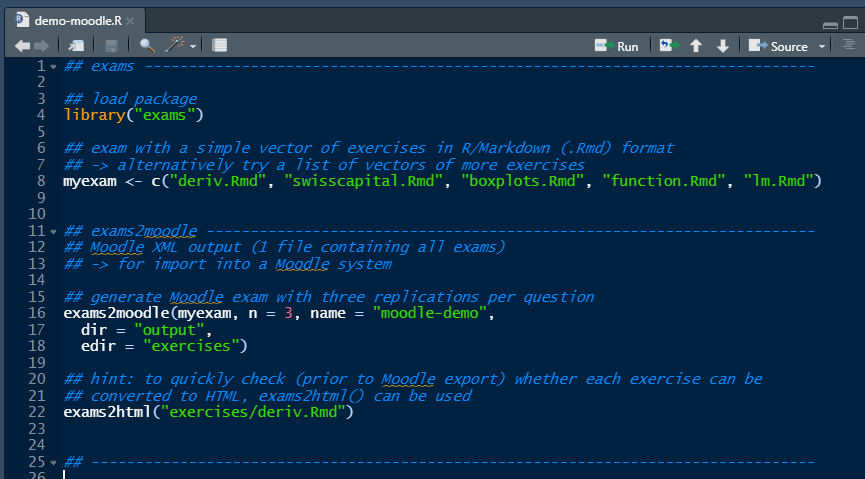 demo-moodle.R
Run Source
1 ## exams ----------------------------------------------------------------------------
2
3 ## load package
4 library("exams")
5
6 ## exam with a simple vector of exercises in R/Markdown (.Rmd) format
7 ## -> alternatively try a list of vectors of more exercises
8 myexam <- c("deriv.Rmd", "swisscapital.Rmd", "boxplots.Rmd", "function.Rmd", "lm.Rmd")
9
10
11 ## exams2moodle ---------------------------------------------------------------------
12 ## Moodle XML output (1 file containing all exams)
13 ## -> for import into a Moodle system
14
15 ## generate Moodle exam with three replications per question
16 exams2moodle(myexam, n = 3, name = "moodle-demo",
17   dir = "output",
18   edir = "exercises")
19
20 ## hint: to quickly check (prior to Moodle export) whether each exercise can be
21 ## converted to HTML, exams2html() can be used
22 exams2html("exercises/deriv.Rmd")
23
24
25 ## ----------------------------------------------------------------------------------
26